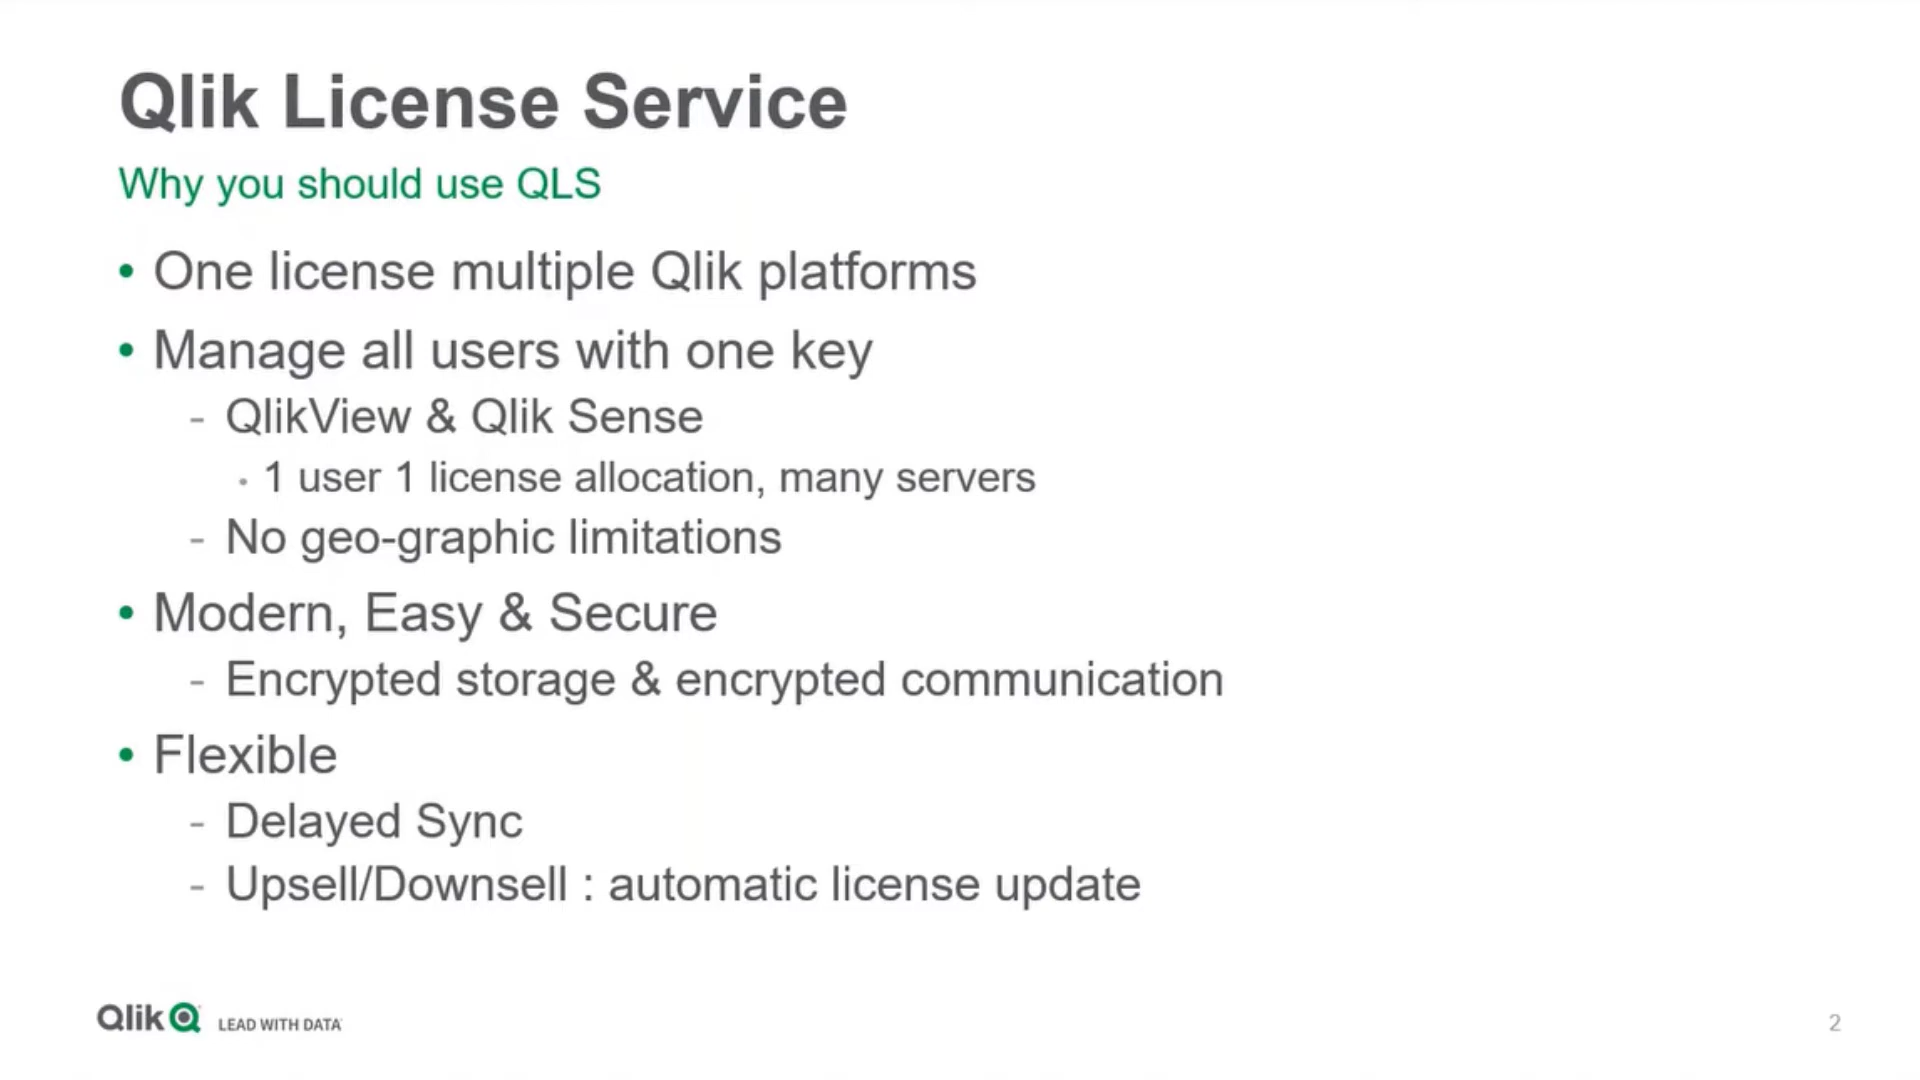 Qlik License Service
Why you should use QLS
• One license multiple Qlik platforms
• Manage all users with one key
- QlikView & Qlik Sense
• 1 user 1 license allocation, many servers
- No geo-graphic limitations
• Modern, Easy & Secure
- Encrypted storage & encrypted communication
• Flexible
- Delayed Sync
- Upsell/Downsell : automatic license update
Qlik LEAD WITH DATA
2